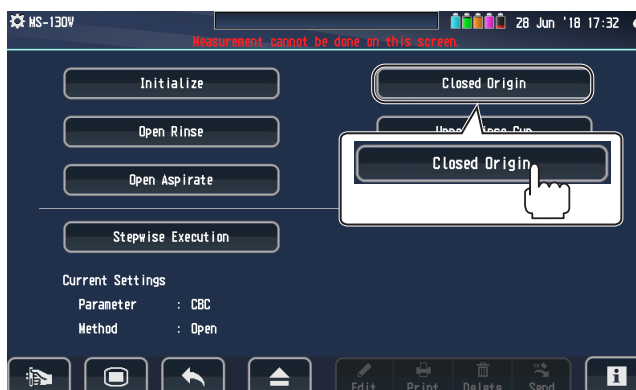 MS-130V
28 Jun '18 17:32
Measurement cannot be done on this screen.
Initialize
Closed Origin
Open Rinse
Closed Origin
Open Aspirate
Stepwise Execution
Current Settings
Parameter : CBC
Method : Open
Edit Print Delete Send